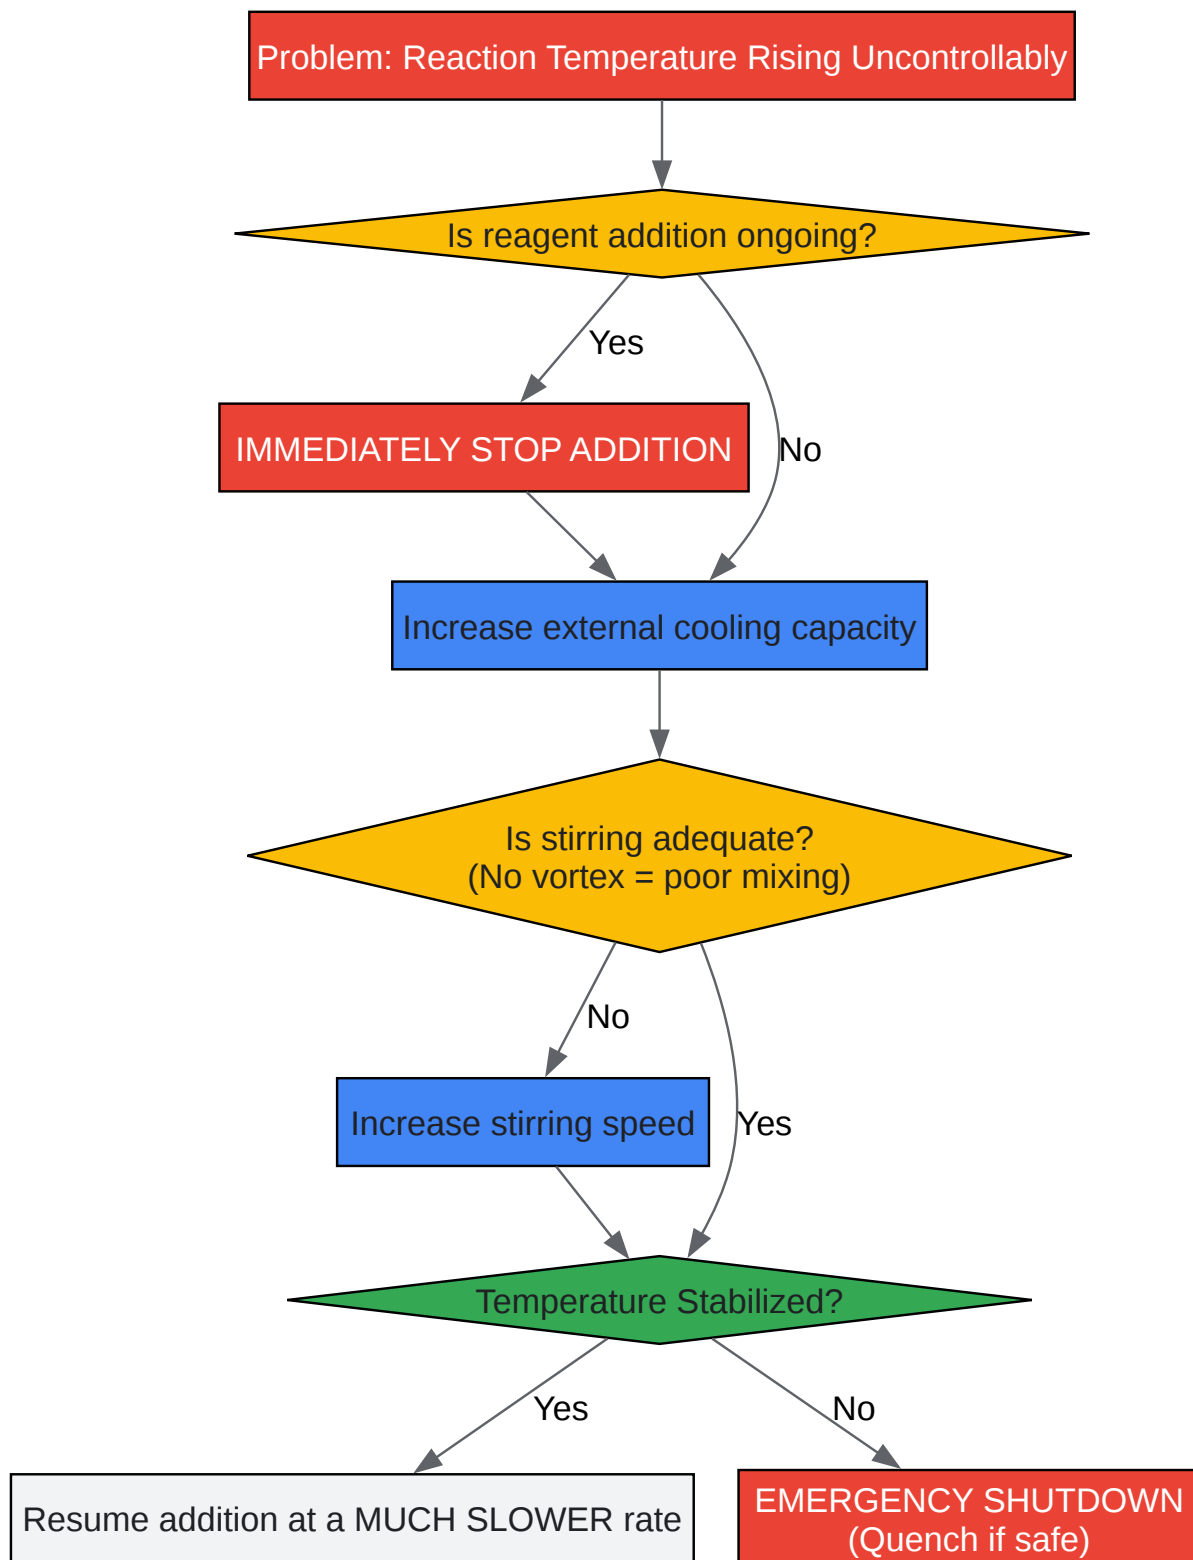 Problem: Reaction Temperature Rising Uncontrollably
Is reagent addition ongoing?
Yes
IMMEDIATELY STOP ADDITION
No
Increase external cooling capacity
Is stirring adequate?
(No vortex = poor mixing)
No
Increase stirring speed
Yes
Temperature Stabilized?
Yes
No
Resume addition at a MUCH SLOWER rate
EMERGENCY SHUTDOWN
(Quench if safe)